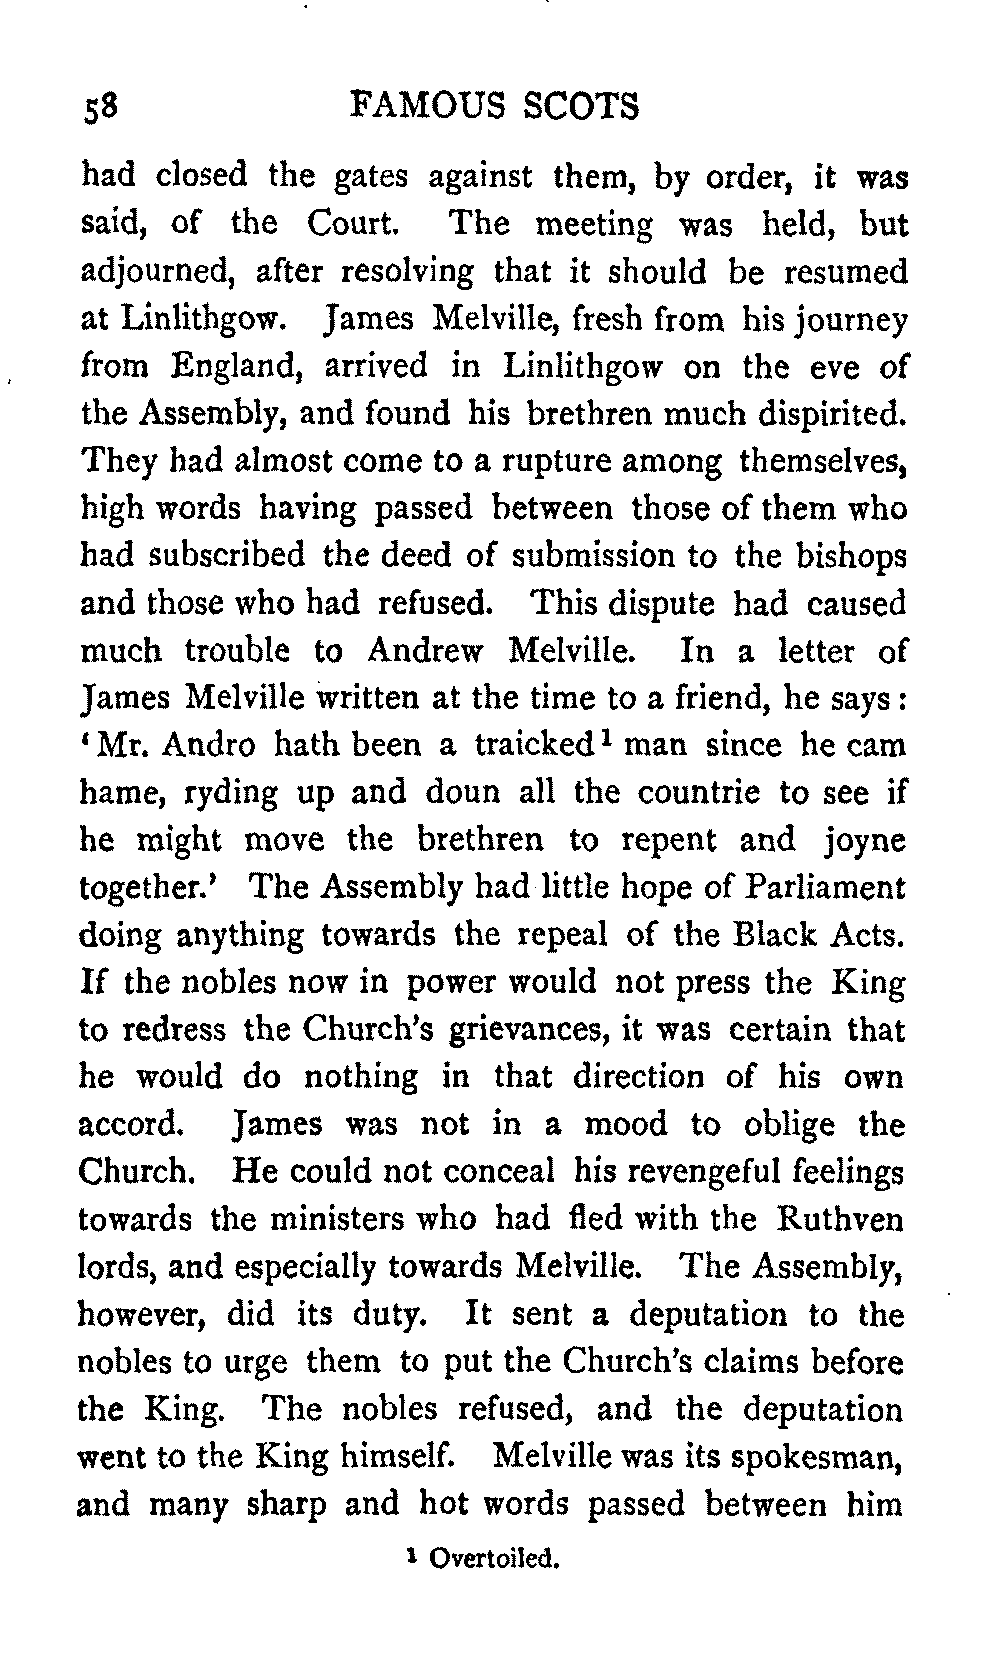 58 FAMOUS SCOTS
had closed the gates against them, by order, it was
said, of the Court. The meeting was held, but
adjourned, after resolving that it should be resumed
at Linlithgow. James Melville, fresh from his journey
from England, arrived in Linlithgow on the eve of
the Assembly, and found his brethren much dispirited.
They had almost come to a rupture among themselves,
high words having passed between those of them who
had subscribed the deed of submission to the bishops
and those who had refused. This dispute had caused
much trouble to Andrew Melville. In a letter of
James Melville written at the time to a friend, he says:
‘Mr. Andro hath been a traicked¹ man since he cam
hame, ryding up and doun all the countrie to see if
he might move the brethren to repent and joyne
together.’ The Assembly had little hope of Parliament
doing anything towards the repeal of the Black Acts.
If the nobles now in power would not press the King
to redress the Church’s grievances, it was certain that
he would do nothing in that direction of his own
accord. James was not in a mood to oblige the
Church. He could not conceal his revengeful feelings
towards the ministers who had fled with the Ruthven
lords, and especially towards Melville. The Assembly,
however, did its duty. It sent a deputation to the
nobles to urge them to put the Church’s claims before
the King. The nobles refused, and the deputation
went to the King himself. Melville was its spokesman,
and many sharp and hot words passed between him
¹ Overtoiled.